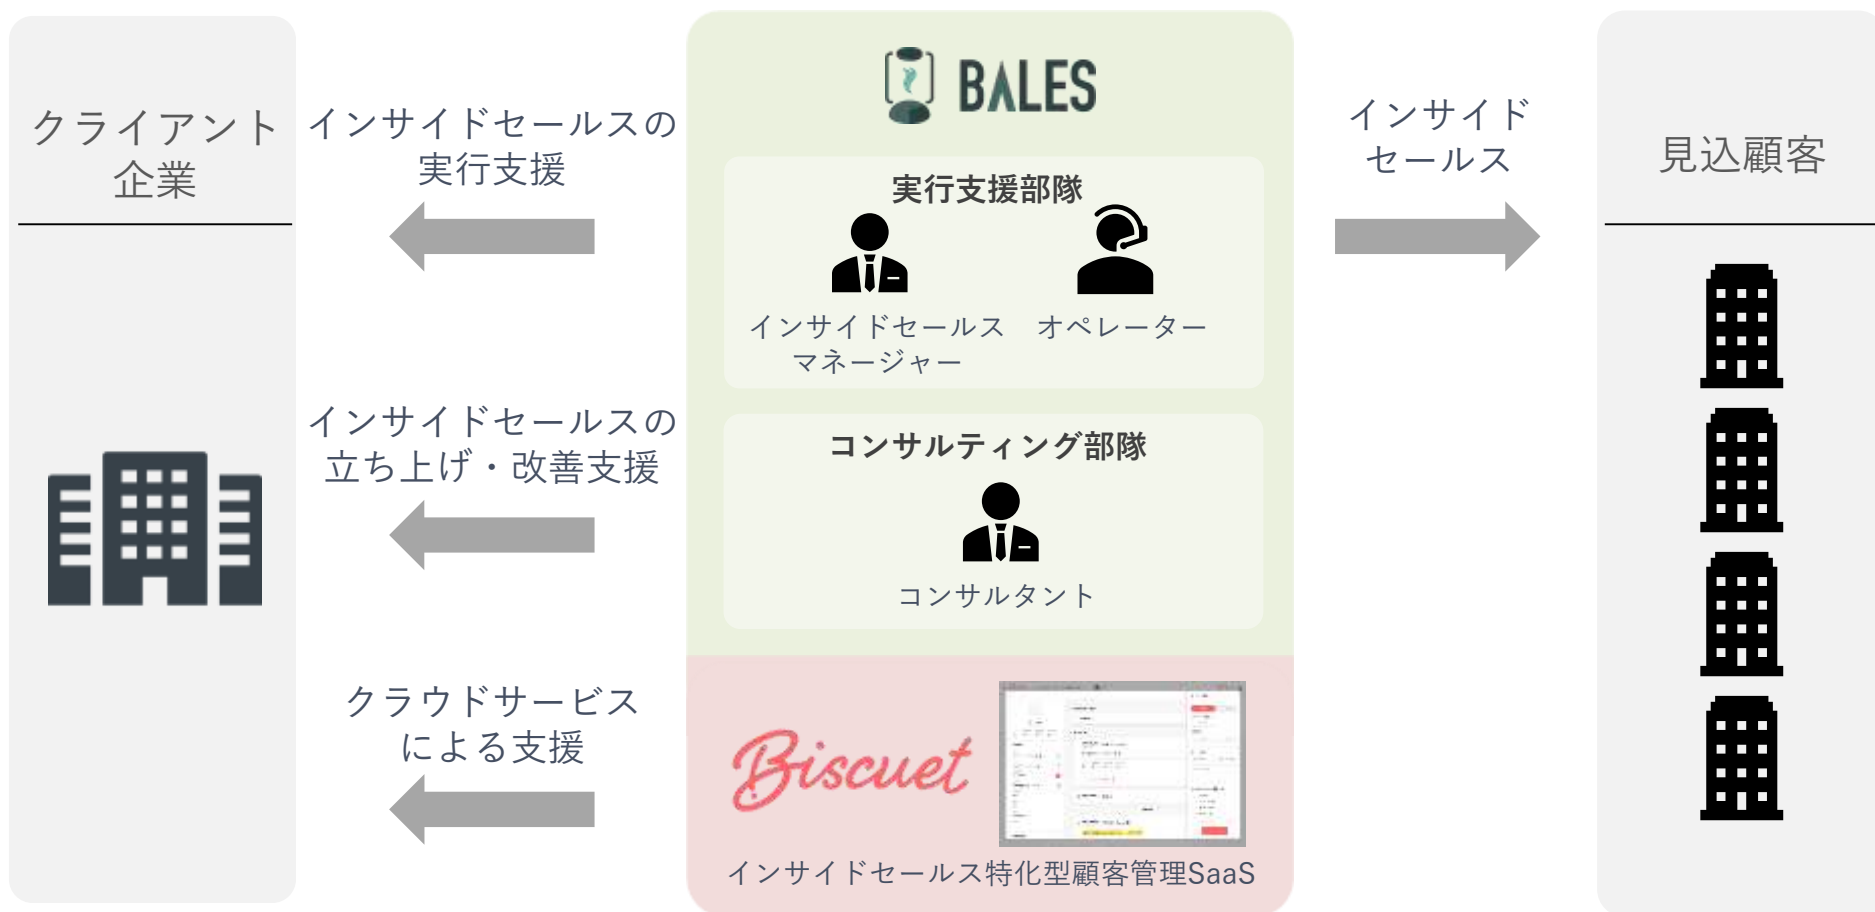 クライアント
企業
インサイドセールスの
実行支援
インサイドセールスの
立ち上げ・改善支援
クラウドサービス
による支援
BALES
実行支援部隊
インサイドセールス
マネージャー
オペレーター
コンサルティング部隊
コンサルタント
Biscuet
インサイドセールス特化型顧客管理SaaS
インサイド
セールス
見込顧客